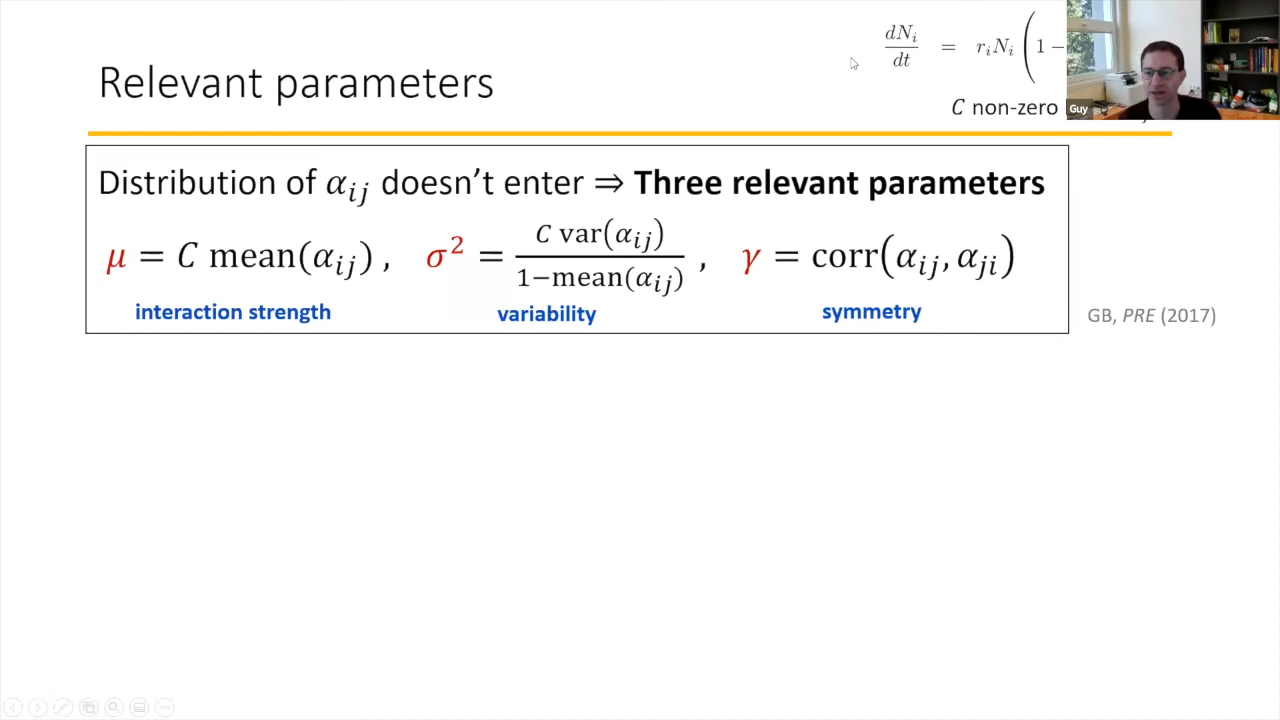 Relevant parameters
dN_i/dt = r_i N_i (1 −
C non-zero
Guy
Distribution of α_ij doesn't enter ⇒ Three relevant parameters
μ = C mean(α_ij) , σ² = C var(α_ij) / 1−mean(α_ij) , γ = corr(α_ij, α_ji)
interaction strength variability symmetry
GB, PRE (2017)